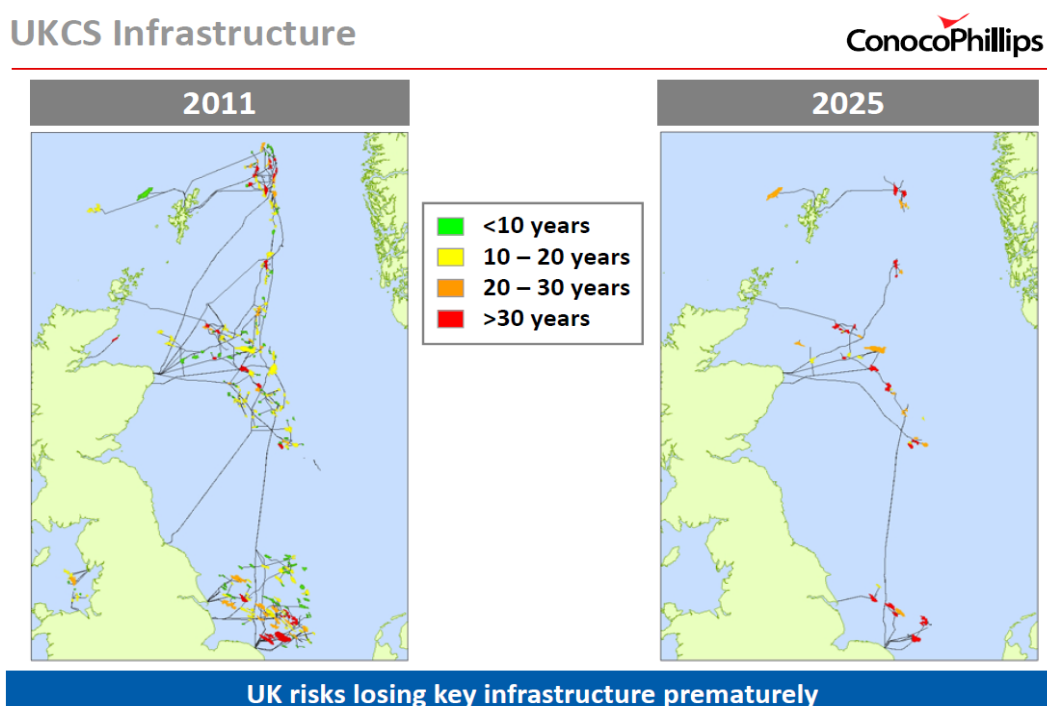 UKCS Infrastructure
ConocoPhillips
2011
2025
<10 years
10 – 20 years
20 – 30 years
>30 years
UK risks losing key infrastructure prematurely